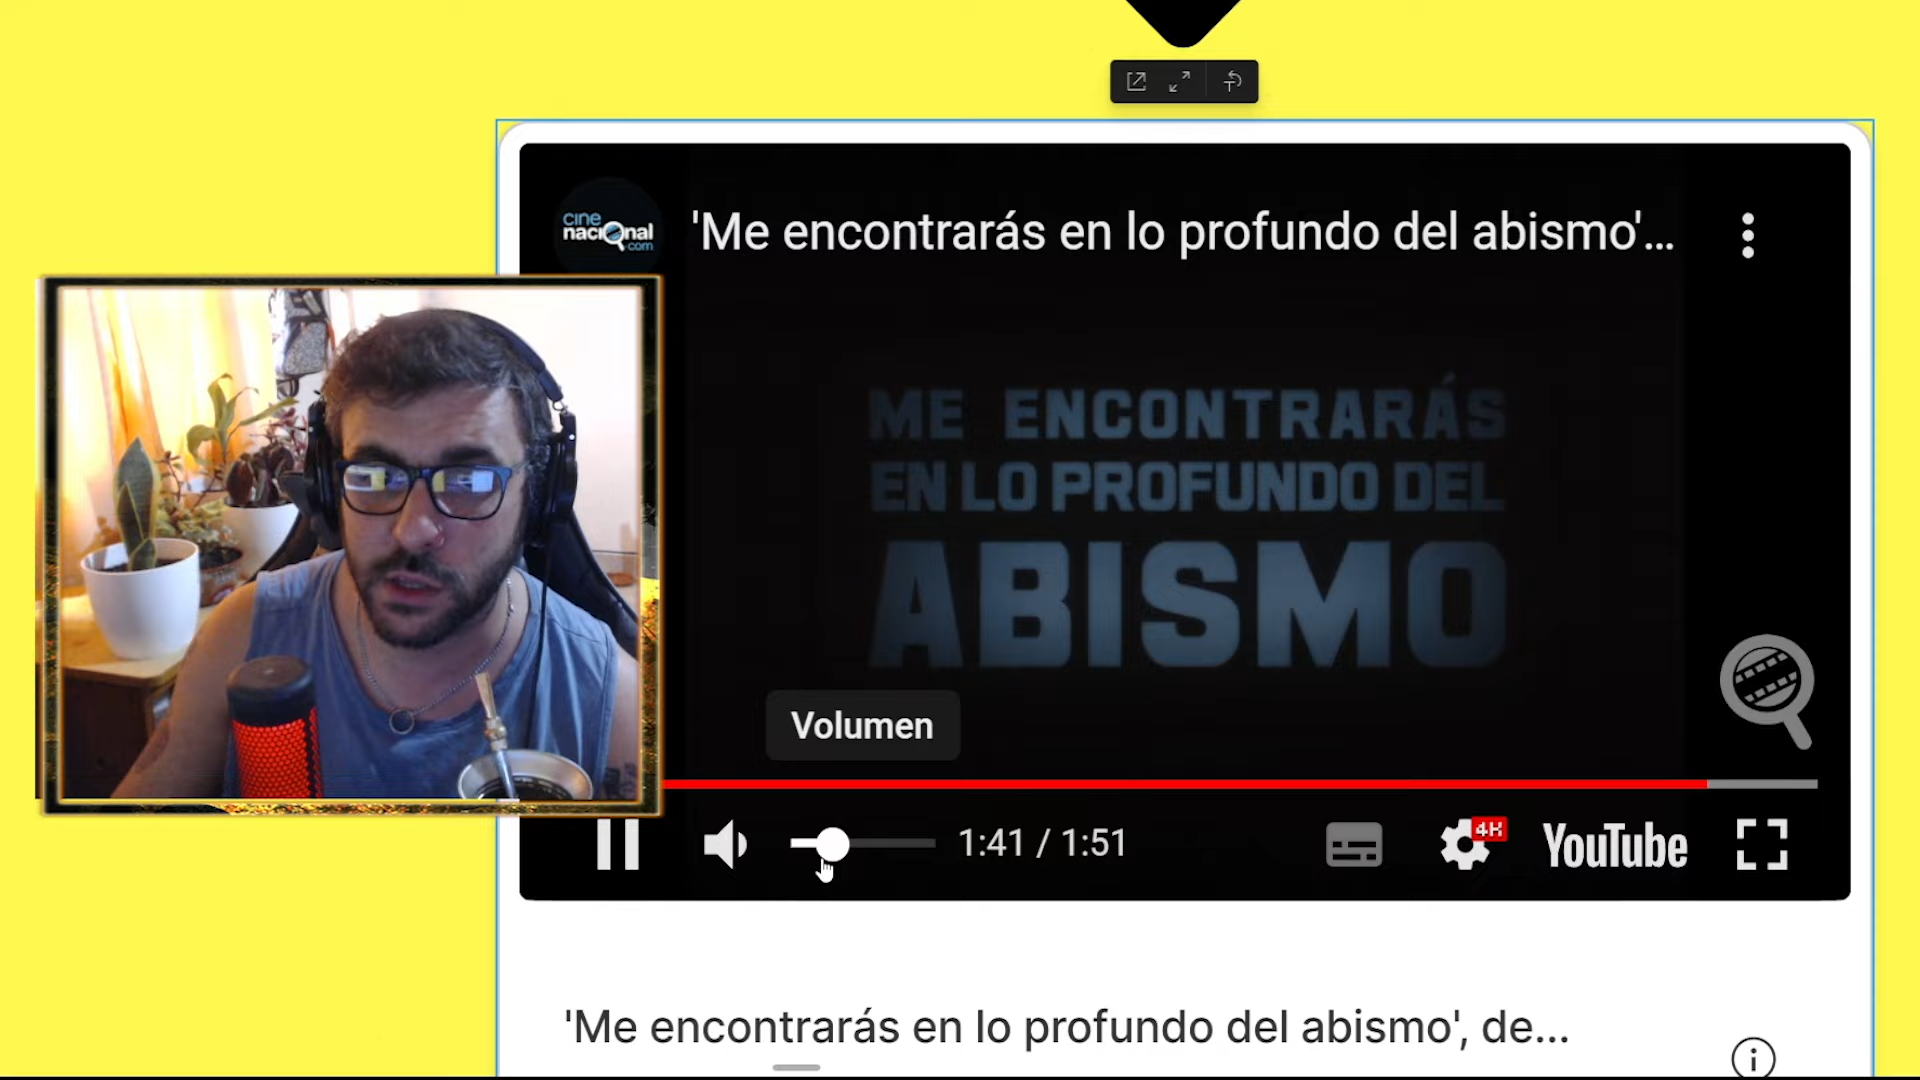 cine
nacional
.com
'Me encontrarás en lo profundo del abismo'...
ME ENCONTRARÁS
EN LO PROFUNDO DEL
ABISMO
Volumen
1:41 / 1:51
4K
YouTube
'Me encontrarás en lo profundo del abismo', de...